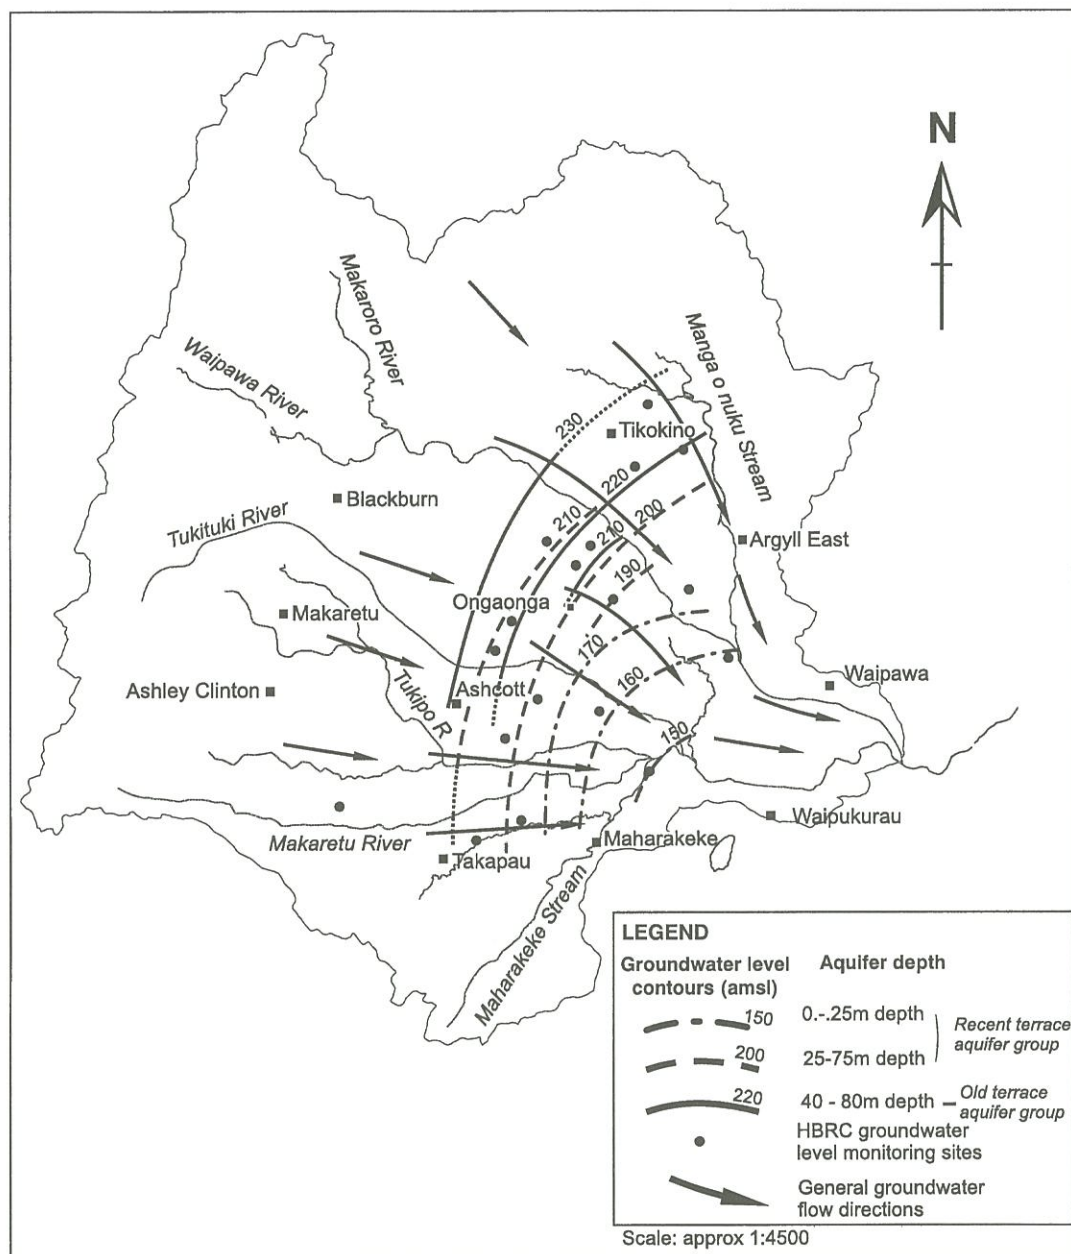 N
Makaroro River
Waipawa River
Manga o nuku Stream
230
Tikokino
220
Blackburn
210
200
210
Tukituki River
Argyll East
190
Ongaonga
Makaretu
170
Waipawa
160
Ashley Clinton
Ashcott
Tukipo R
150
Waipukurau
Makaretu River
Maharakeke
Takapau
Maharakeke Stream
LEGEND
Groundwater level
contours (amsl)
Aquifer depth
150
0.-.25m depth
Recent terrace
aquifer group
200
25-75m depth
220
40 - 80m depth
Old terrace
aquifer group
HBRC groundwater
level monitoring sites
General groundwater
flow directions
Scale: approx 1:4500